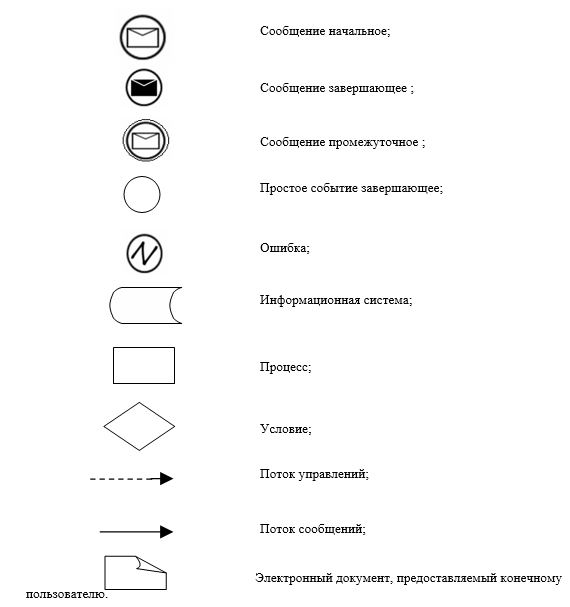 Сообщение начальное;
Сообщение завершающее ;
Сообщение промежуточное ;
Простое событие завершающее;
Ошибка;
Информационная система;
Процесс;
Условие;
Поток управлений;
Поток сообщений;
Электронный документ, предоставляемый конечному
пользователю.